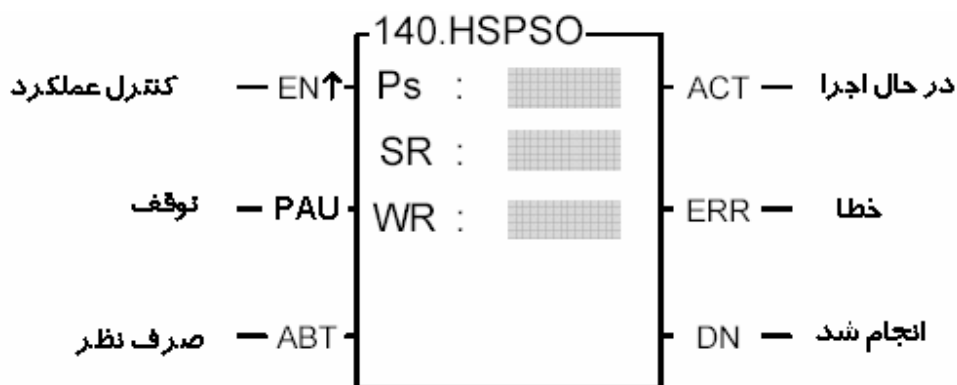 140.HSPSO
کنترل عملکرد EN↑ Ps : ACT در حال اجرا
SR :
توقف PAU WR : ERR خطا
صرف نظر ABT DN انجام شد